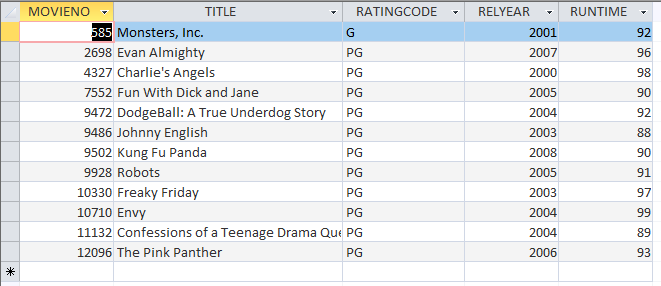 MOVIENO TITLE RATINGCODE RELYEAR RUNTIME
585 Monsters, Inc. G 2001 92
2698 Evan Almighty PG 2007 96
4327 Charlie's Angels PG 2000 98
7552 Fun With Dick and Jane PG 2005 90
9472 DodgeBall: A True Underdog Story PG 2004 92
9486 Johnny English PG 2003 88
9502 Kung Fu Panda PG 2008 90
9928 Robots PG 2005 91
10330 Freaky Friday PG 2003 97
10710 Envy PG 2004 99
11132 Confessions of a Teenage Drama Que PG 2004 89
12096 The Pink Panther PG 2006 93